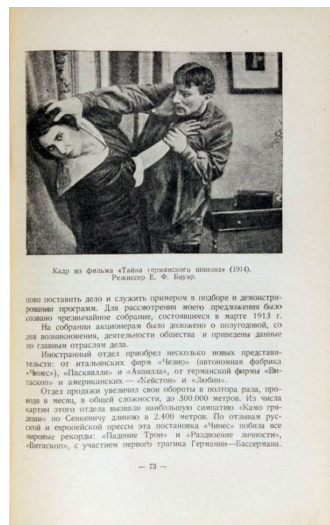 Кадр из фильма «Тайна германского шпиона» (1914).
Режиссер Е. Ф. Бауэр.
цово поставить дело и служить примером в подборе и демонстри-
ровании программ. Для рассмотрения моего предложения было
созвано чрезвычайное собрание, состоявшееся в марте 1913 г.
На собрании акционерам было доложено о полугодовой, со
дня возникновения, деятельности общества и приведены данные
по главным отраслям дела.
Иностранный отдел приобрел несколько новых представи-
тельств: от итальянских фирм «Челио» (автономная фабрика
«Чинес»), «Пасквалли» и «Аквилла», от германской фирмы «Ви-
таскоп» и американских — «Кейстон» и «Любин».
Отдел продажи увеличил свои обороты в полтора раза, про-
водя в месяц, в общей сложности, до 300.000 метров. Из числа
картин этого отдела вызвали наибольшую симпатию «Камо гря-
деши» по Сенкевичу длиною в 2.400 метров. По отзывам рус-
ской и европейской прессы эта постановка «Чинес» побила все
мировые рекорды: «Падение Трои» и «Раздвоение личности»,
«Витаскоп», с участием первого трагика Германии—Бассермана.
— 73 —